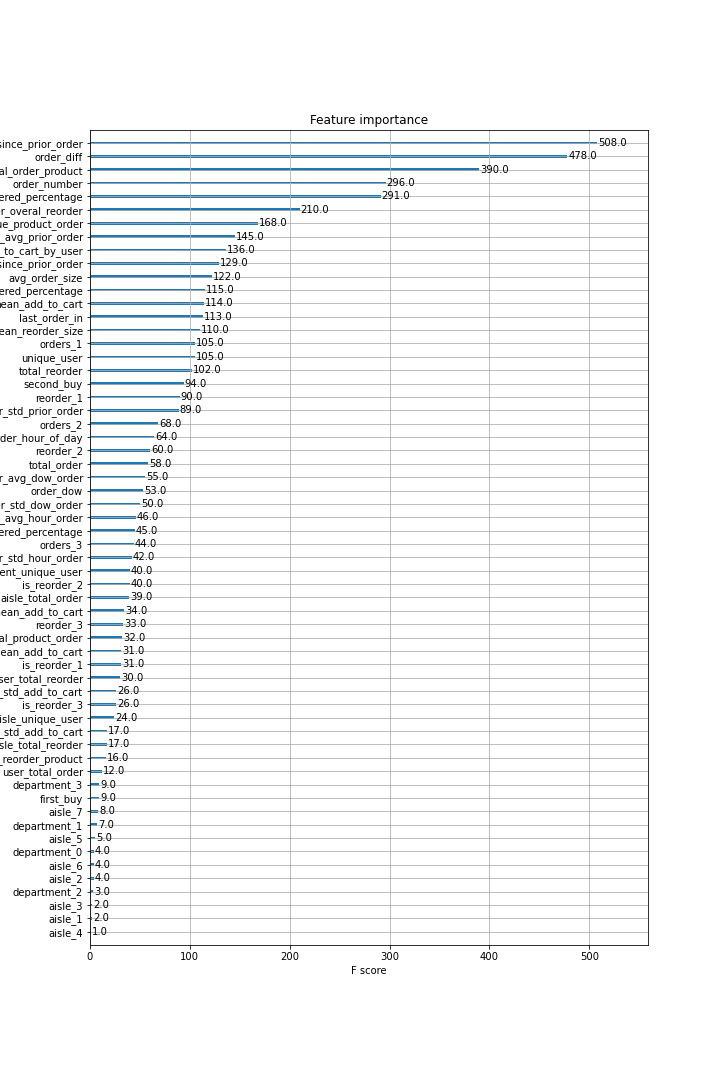 Feature importance
since_prior_order 508.0
order_diff 478.0
al_order_product 390.0
order_number 296.0
ered_percentage 291.0
r_overal_reorder 210.0
ue_product_order 168.0
_avg_prior_order 145.0
_to_cart_by_user 136.0
since_prior_order 129.0
avg_order_size 122.0
ered_percentage 115.0
ean_add_to_cart 114.0
last_order_in 113.0
ean_reorder_size 110.0
orders_1 105.0
unique_user 105.0
total_reorder 102.0
second_buy 94.0
reorder_1 90.0
r_std_prior_order 89.0
orders_2 68.0
der_hour_of_day 64.0
reorder_2 60.0
total_order 58.0
r_avg_dow_order 55.0
order_dow 53.0
r_std_dow_order 50.0
_avg_hour_order 46.0
ered_percentage 45.0
orders_3 44.0
r_std_hour_order 42.0
ent_unique_user 40.0
is_reorder_2 40.0
aisle_total_order 39.0
ean_add_to_cart 34.0
reorder_3 33.0
al_product_order 32.0
ean_add_to_cart 31.0
is_reorder_1 31.0
ser_total_reorder 30.0
_std_add_to_cart 26.0
is_reorder_3 26.0
isle_unique_user 24.0
_std_add_to_cart 17.0
sle_total_reorder 17.0
_reorder_product 16.0
user_total_order 12.0
department_3 9.0
first_buy 9.0
aisle_7 8.0
department_1 7.0
aisle_5 5.0
department_0 4.0
aisle_6 4.0
aisle_2 4.0
department_2 3.0
aisle_3 2.0
aisle_1 2.0
aisle_4 1.0
0 100 200 300 400 500
F score